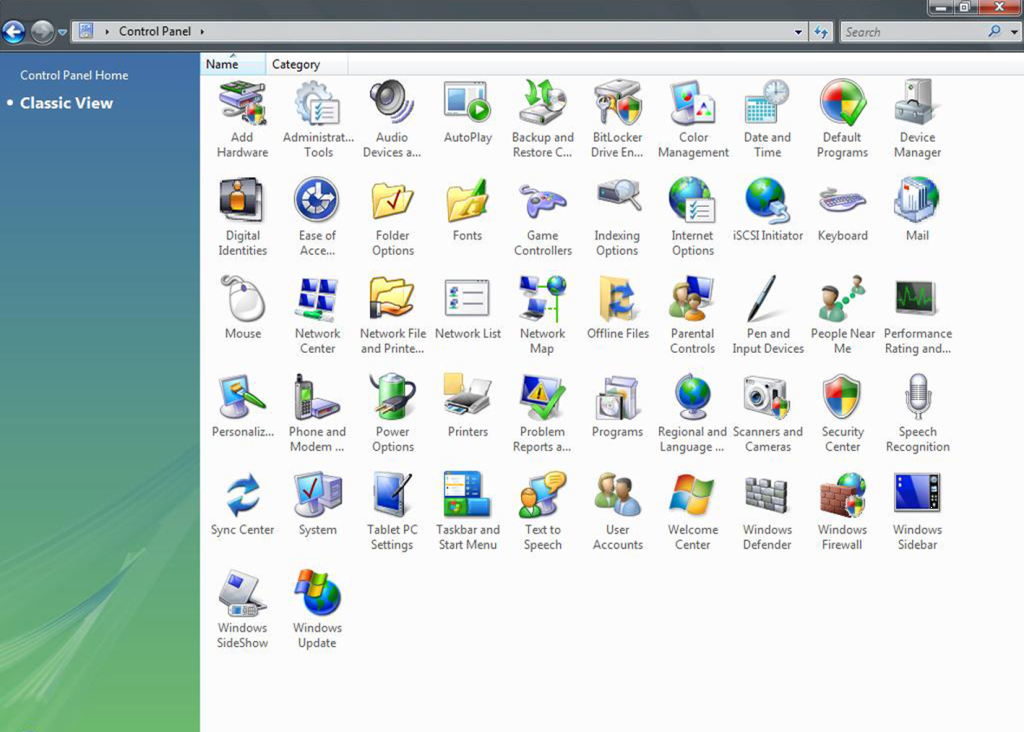 Control Panel
Search
Control Panel Home
Classic View
Name Category
Add Hardware
Administrat... Tools
Audio Devices a...
AutoPlay
Backup and Restore C...
BitLocker Drive En...
Color Management
Date and Time
Default Programs
Device Manager
Digital Identities
Ease of Acce...
Folder Options
Fonts
Game Controllers
Indexing Options
Internet Options
iSCSI Initiator
Keyboard
Mail
Mouse
Network Center
Network File and Printe...
Network List
Network Map
Offline Files
Parental Controls
Pen and Input Devices
People Near Me
Performance Rating and...
Personaliz...
Phone and Modem ...
Power Options
Printers
Problem Reports a...
Programs
Regional and Language ...
Scanners and Cameras
Security Center
Speech Recognition
Sync Center
System
Tablet PC Settings
Taskbar and Start Menu
Text to Speech
User Accounts
Welcome Center
Windows Defender
Windows Firewall
Windows Sidebar
Windows SideShow
Windows Update